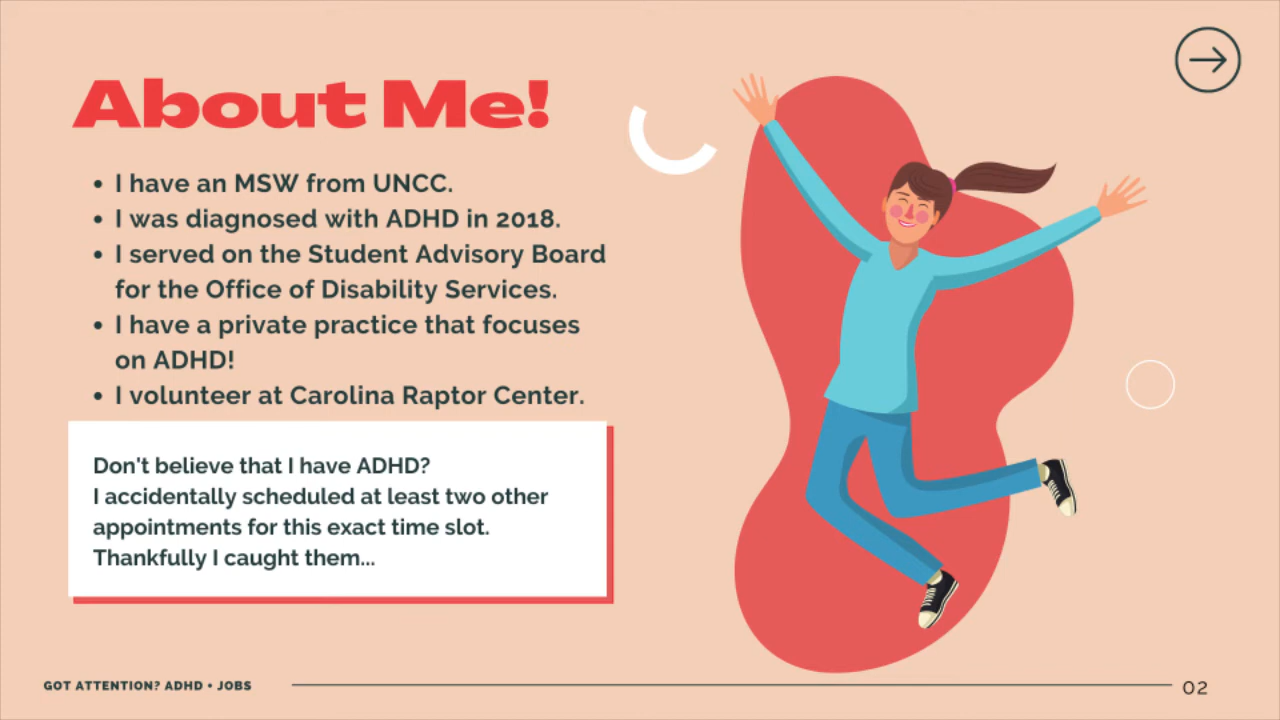 About Me!
• I have an MSW from UNCC.
• I was diagnosed with ADHD in 2018.
• I served on the Student Advisory Board
for the Office of Disability Services.
• I have a private practice that focuses
on ADHD!
• I volunteer at Carolina Raptor Center.
Don't believe that I have ADHD?
I accidentally scheduled at least two other
appointments for this exact time slot.
Thankfully I caught them...
GOT ATTENTION? ADHD • JOBS
02